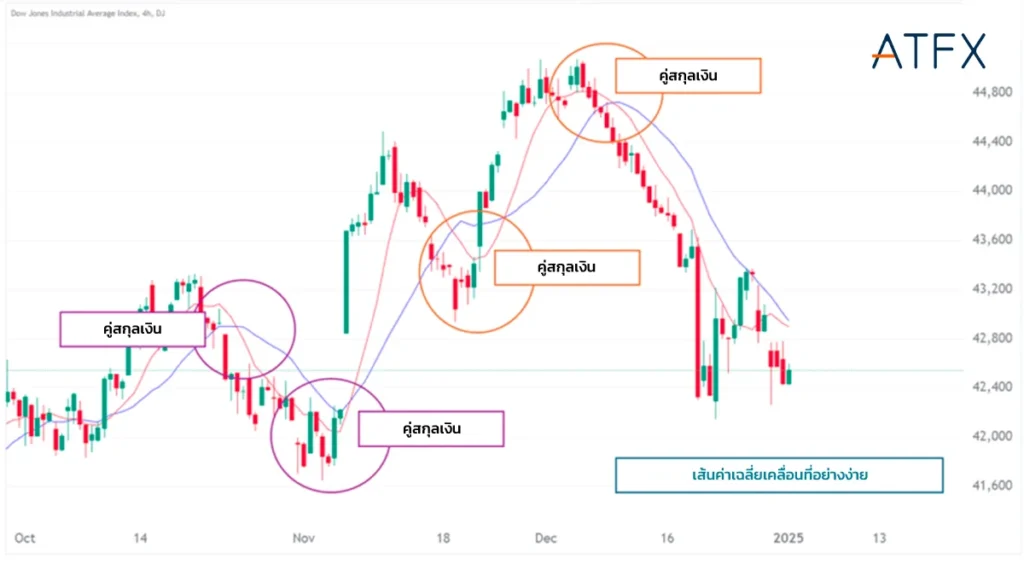 Dow Jones Industrial Average Index, 4h, DJ
ATFX
คู่สกุลเงิน
คู่สกุลเงิน
คู่สกุลเงิน
คู่สกุลเงิน
เส้นค่าเฉลี่ยเคลื่อนที่อย่างง่าย
44,800
44,400
44,000
43,600
43,200
42,800
42,400
42,000
41,600
Oct 14 Nov 18 Dec 16 2025 13